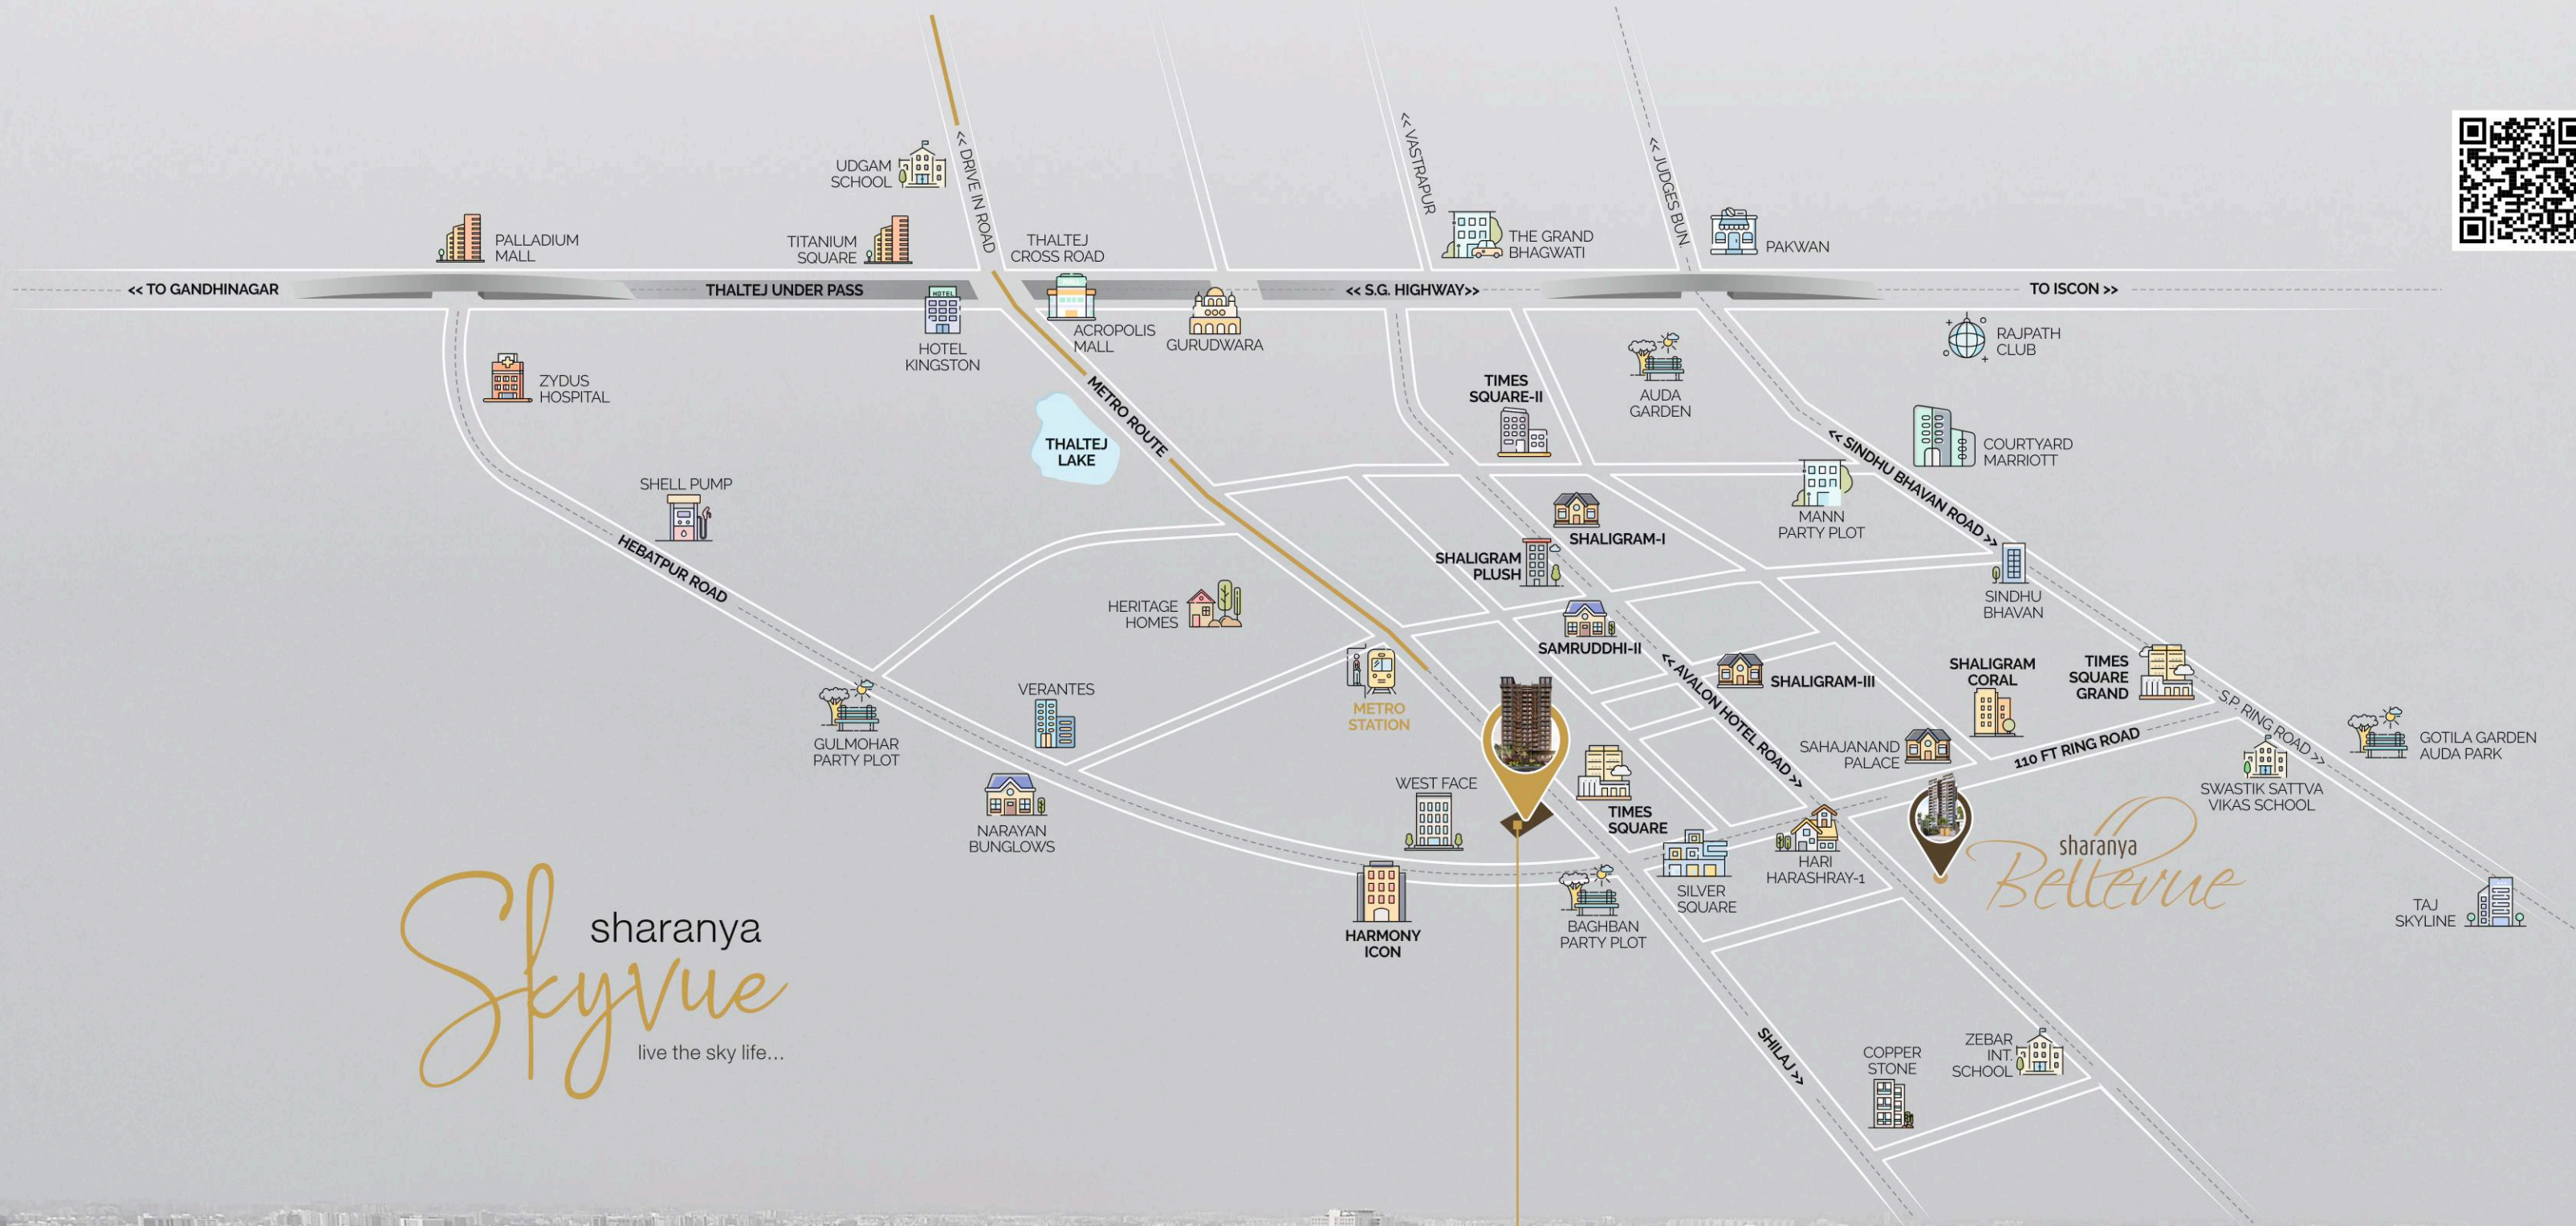 << DRIVE IN ROAD
<< VASTRAPUR
<< JUDGES BUN.
UDGAM
SCHOOL
PALLADIUM
MALL
TITANIUM
SQUARE
THALTEJ
CROSS ROAD
THE GRAND
BHAGWATI
PAKWAN
<< TO GANDHINAGAR
THALTEJ UNDER PASS
HOTEL
<< S.G. HIGHWAY>>
TO ISCON >>
HOTEL
KINGSTON
ACROPOLIS
MALL
GURUDWARA
RAJPATH
CLUB
ZYDUS
HOSPITAL
METRO ROUTE
TIMES
SQUARE-II
AUDA
GARDEN
THALTEJ
LAKE
<< SINDHU BHAVAN ROAD >>
COURTYARD
MARRIOTT
SHELL PUMP
MANN
PARTY PLOT
HEBATPUR ROAD
SHALIGRAM-I
SHALIGRAM
PLUSH
HERITAGE
HOMES
SINDHU
BHAVAN
SAMRUDDHI-II
<< AVALON HOTEL ROAD >>
SHALIGRAM-III
SHALIGRAM
CORAL
TIMES
SQUARE
GRAND
S.P. RING ROAD >>
VERANTES
METRO
STATION
GULMOHAR
PARTY PLOT
SAHAJANAND
PALACE
110 FT RING ROAD
GOTILA GARDEN
AUDA PARK
WEST FACE
SWASTIK SATTVA
VIKAS SCHOOL
NARAYAN
BUNGLOWS
TIMES
SQUARE
HARI
HARASHRAY-1
sharanya
Bellevue
SILVER
SQUARE
TAJ
SKYLINE
HARMONY
ICON
BAGHBAN
PARTY PLOT
sharanya
Skyvue
live the sky life...
SHILAJ >>
COPPER
STONE
ZEBAR
INT.
SCHOOL